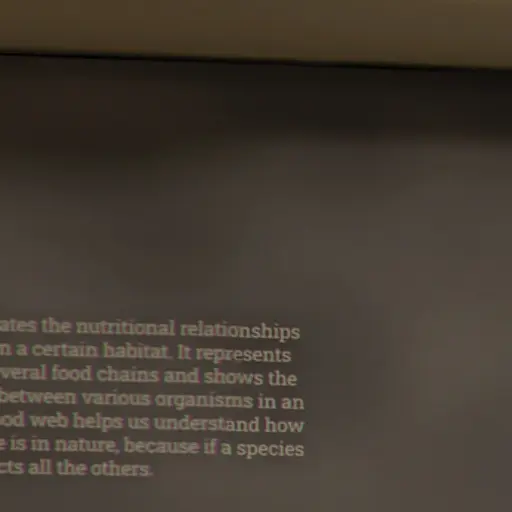 ates the nutritional relationships
n a certain habitat. It represents
veral food chains and shows the
between various organisms in an
od web helps us understand how
e is in nature, because if a species
cts all the others.